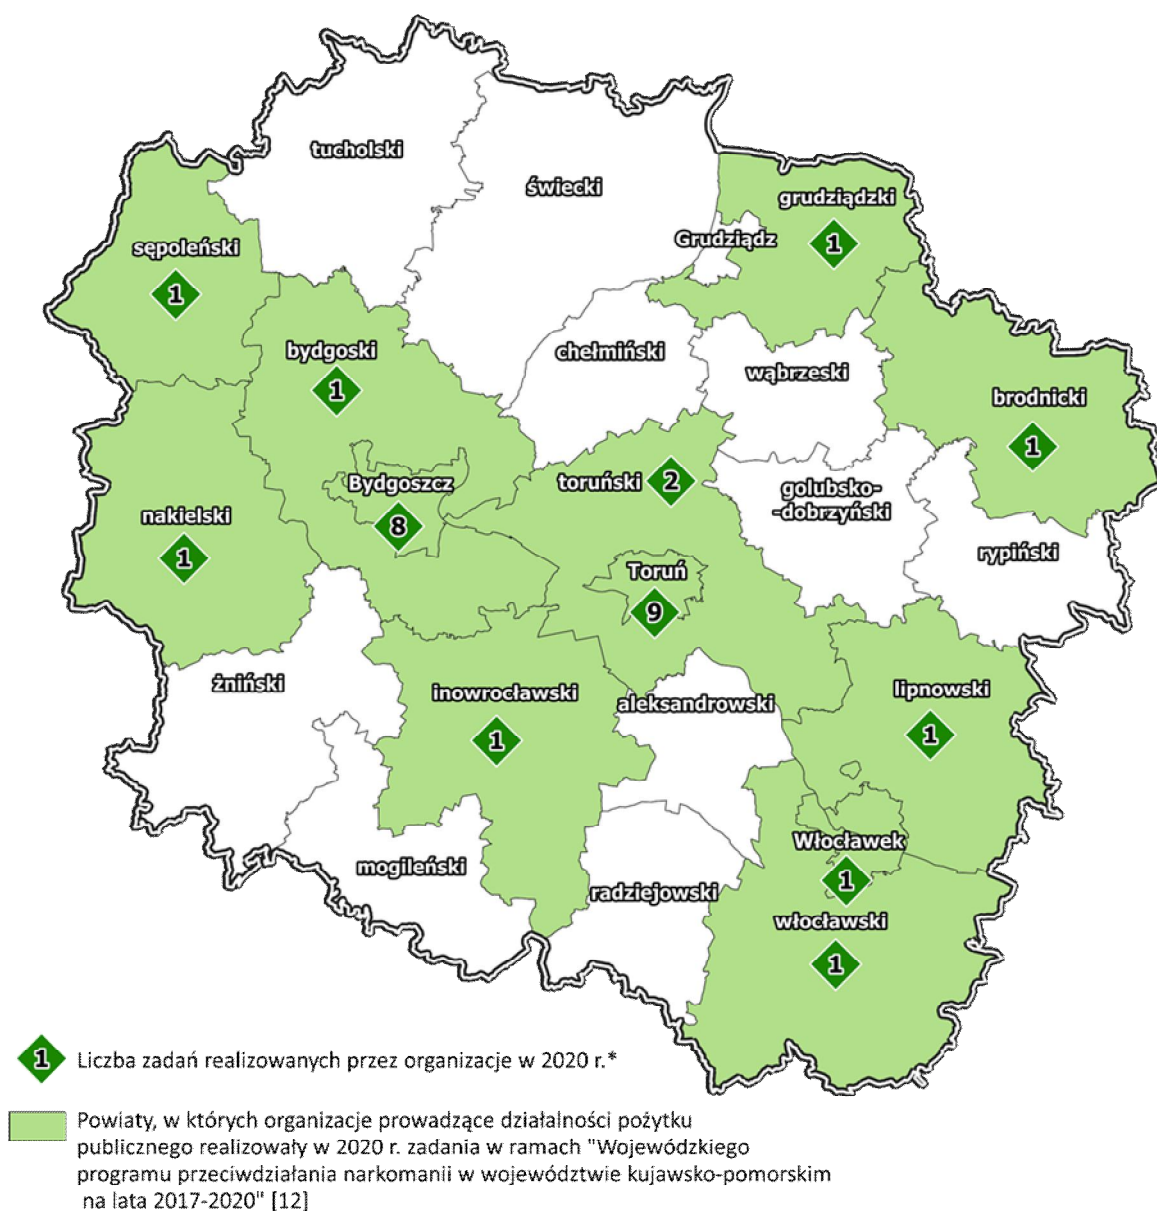 tucholski
świecki
grudziądzki
Grudziądz
1
sępoleński
1
bydgoski
1
chełmiński
wąbrzeski
brodnicki
1
Bydgoszcz
8
toruński 2
golubsko-
-dobrzyński
nakielski
1
rypiński
Toruń
9
żniński
inowrocławski
1
aleksandrowski
lipnowski
1
Włocławek
1
mogileński
radziejowski
włocławski
1
1 Liczba zadań realizowanych przez organizacje w 2020 r.*
Powiaty, w których organizacje prowadzące działalności pożytku
publicznego realizowały w 2020 r. zadania w ramach "Wojewódzkiego
programu przeciwdziałania narkomanii w województwie kujawsko-pomorskim
na lata 2017-2020" [12]